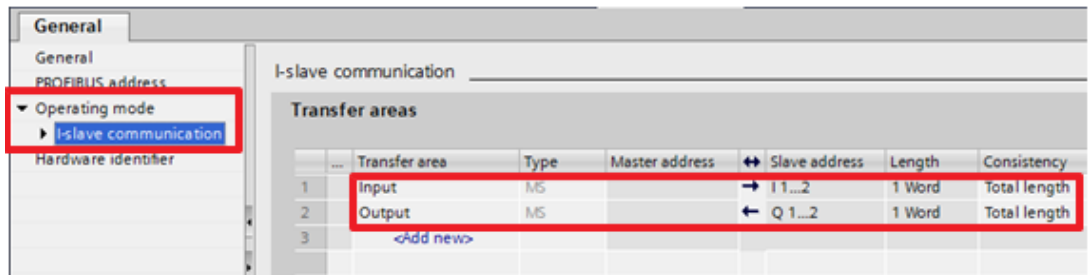 General
General
PROFIBUS address
Operating mode
I-slave communication
Hardware identifier
I-slave communication
Transfer areas
... Transfer area Type Master address ↔ Slave address Length Consistency
1 Input MS → I 1...2 1 Word Total length
2 Output MS ← Q 1...2 1 Word Total length
3 <Add new>